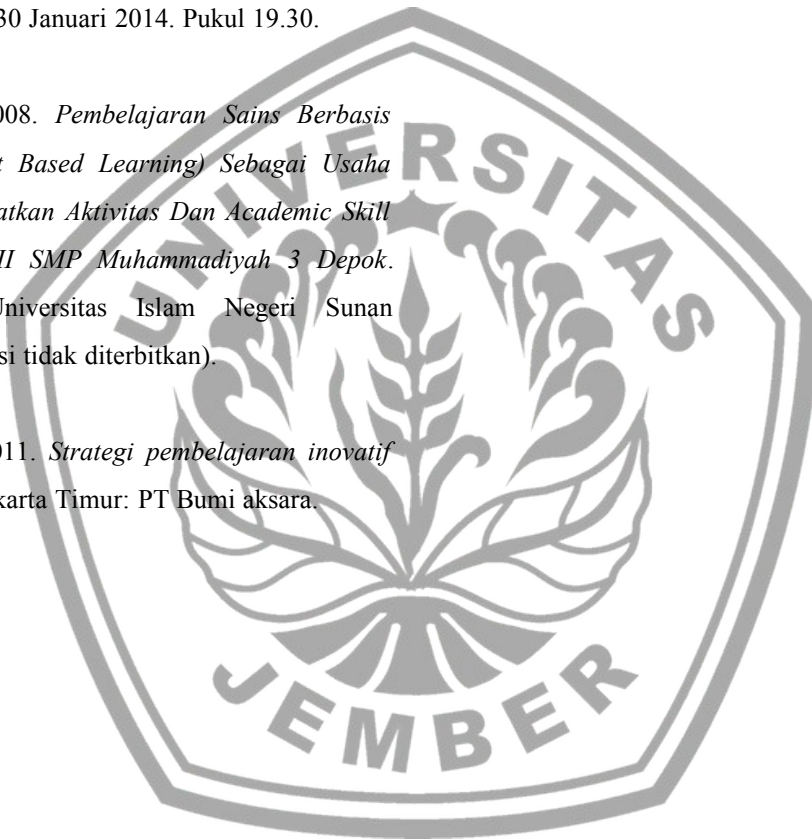 30 Januari 2014. Pukul 19.30.
008. Pembelajaran Sains Berbasis
t Based Learning) Sebagai Usaha
atkan Aktivitas Dan Academic Skill
II SMP Muhammadiyah 3 Depok.
Universitas Islam Negeri Sunan
si tidak diterbitkan).
011. Strategi pembelajaran inovatif
karta Timur: PT Bumi aksara.
UNIVERSITAS
JEMBER